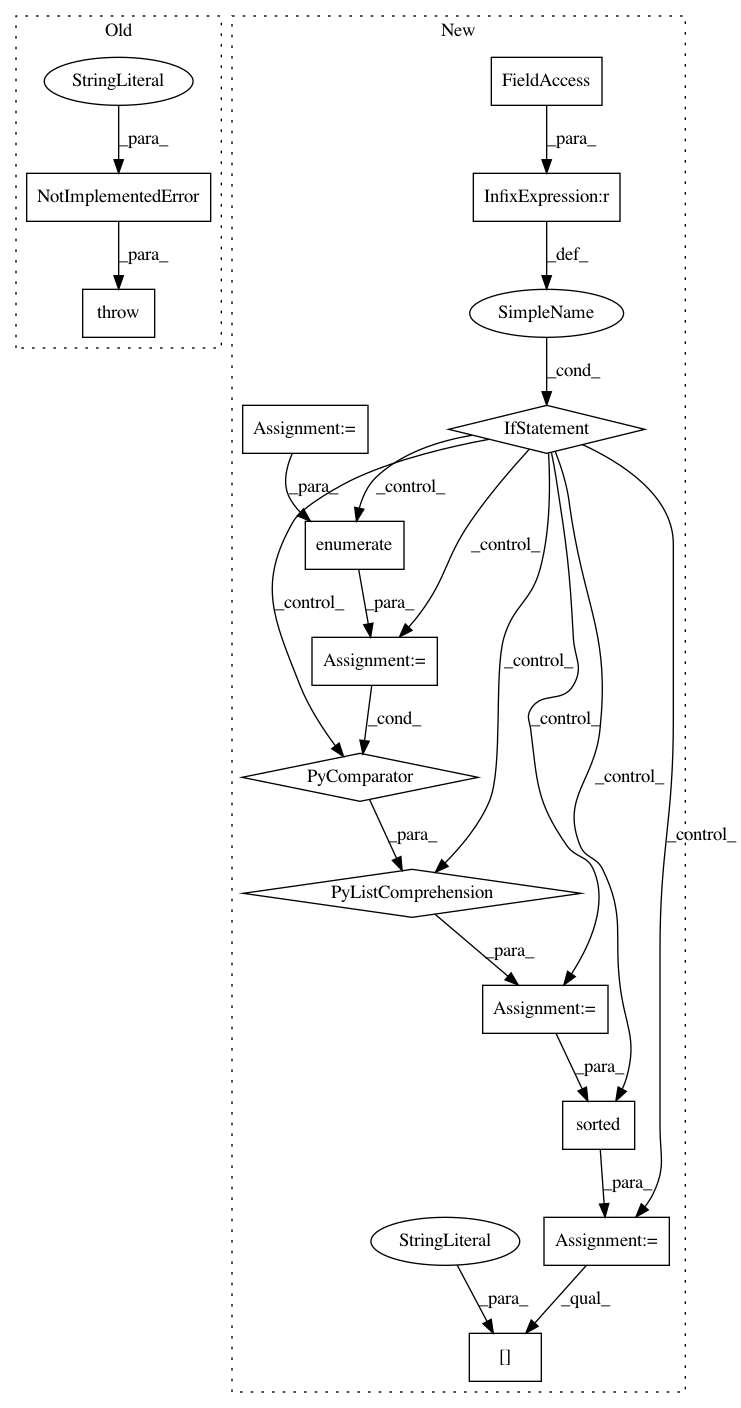 Old
New
StringLiteral
FieldAccess
_para_
_para_
NotImplementedError
InfixExpression:r
_para_
_def_
throw
SimpleName
_cond_
Assignment:=
IfStatement
_para_
_control_
enumerate
_control_
_control_
_para_
Assignment:=
_control_
_cond_
_control_
PyComparator
_control_
_control_
_para_
PyListComprehension
_para_
Assignment:=
_para_
sorted
_para_
StringLiteral
Assignment:=
_para_
_qual_
[]